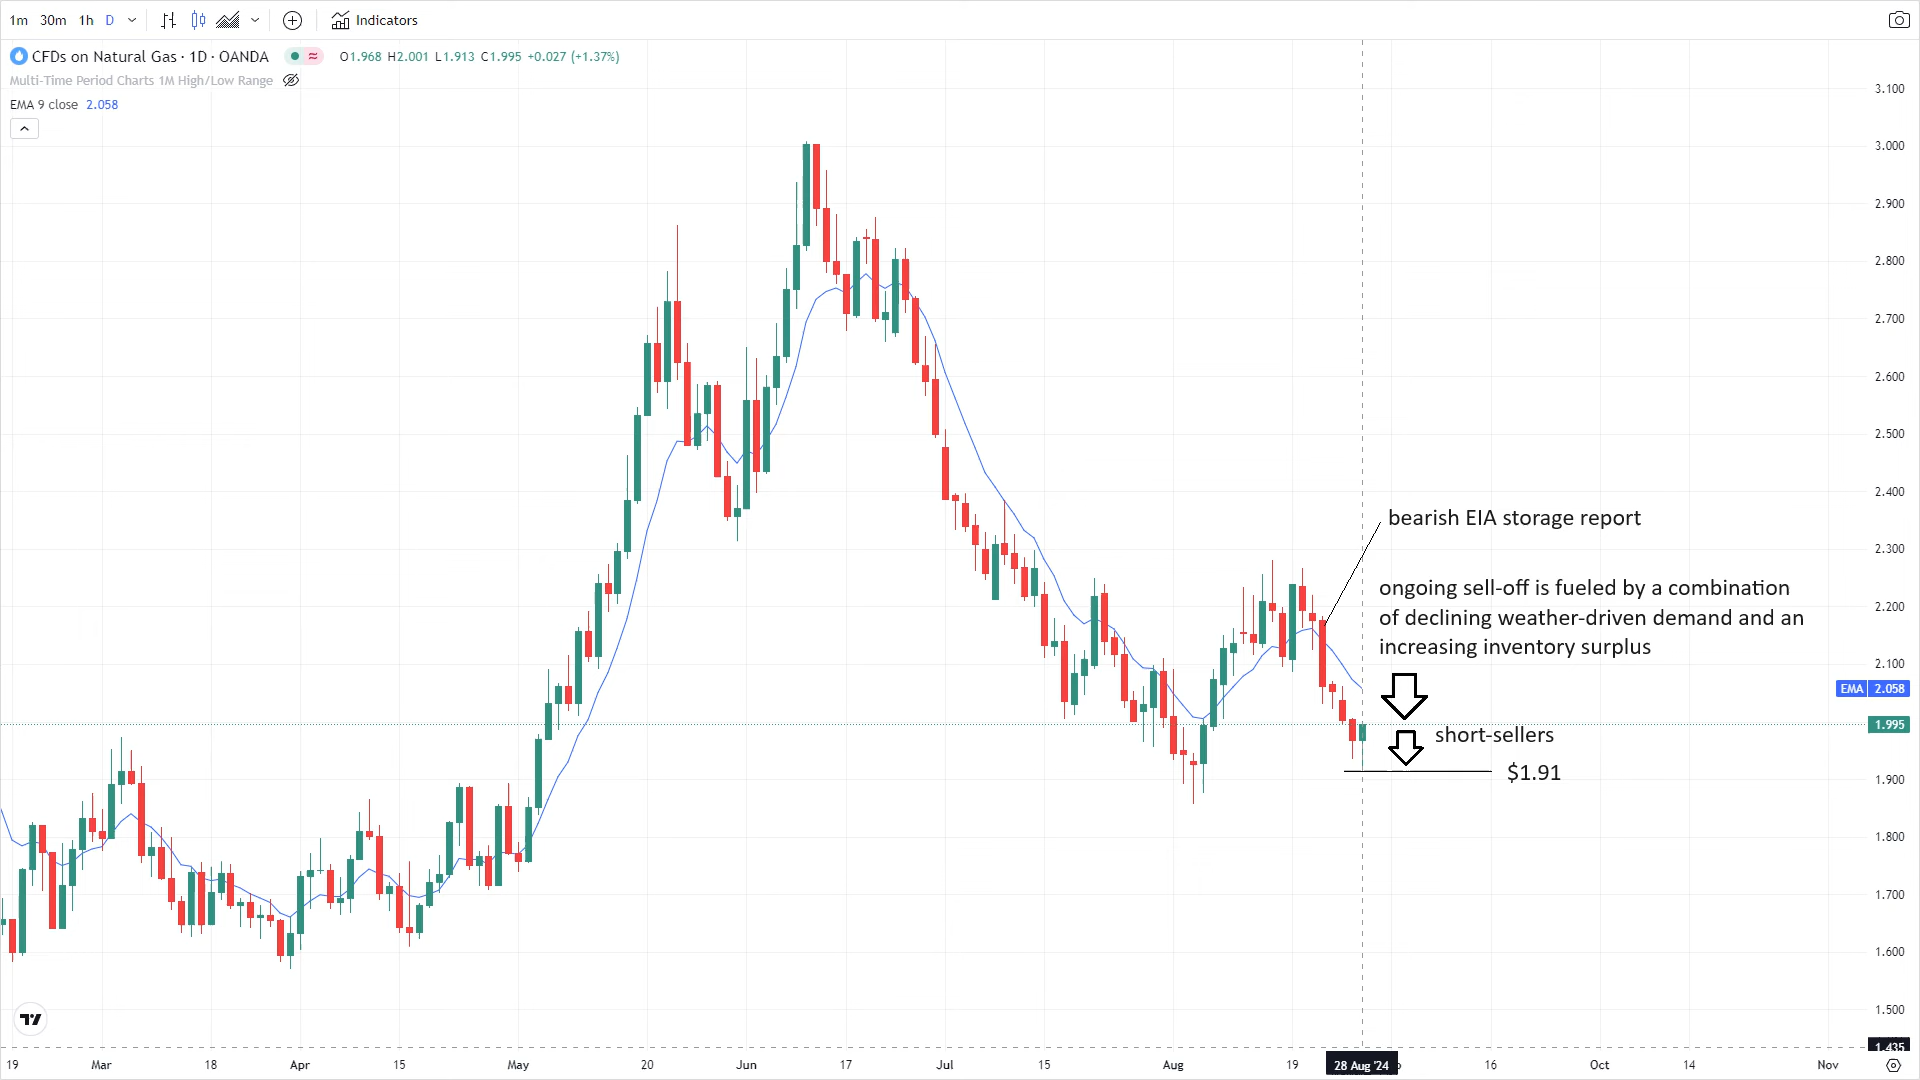 1m 30m 1h D Indicators
CFDs on Natural Gas · 1D · OANDA ≈ O1.968 H2.001 L1.913 C1.995 +0.027 (+1.37%)
Multi-Time Period Charts 1M High/Low Range
EMA 9 close 2.058
3.100
3.000
2.900
2.800
2.700
2.600
2.500
2.400
bearish EIA storage report
2.300
ongoing sell-off is fueled by a combination
of declining weather-driven demand and an
increasing inventory surplus
2.200
2.100
EMA 2.058
1.995
short-sellers
$1.91
1.900
1.800
1.700
1.600
1.500
1.435
19 Mar 18 Apr 15 May 20 Jun 17 Jul 15 Aug 19 28 Aug '24 16 Oct 14 Nov